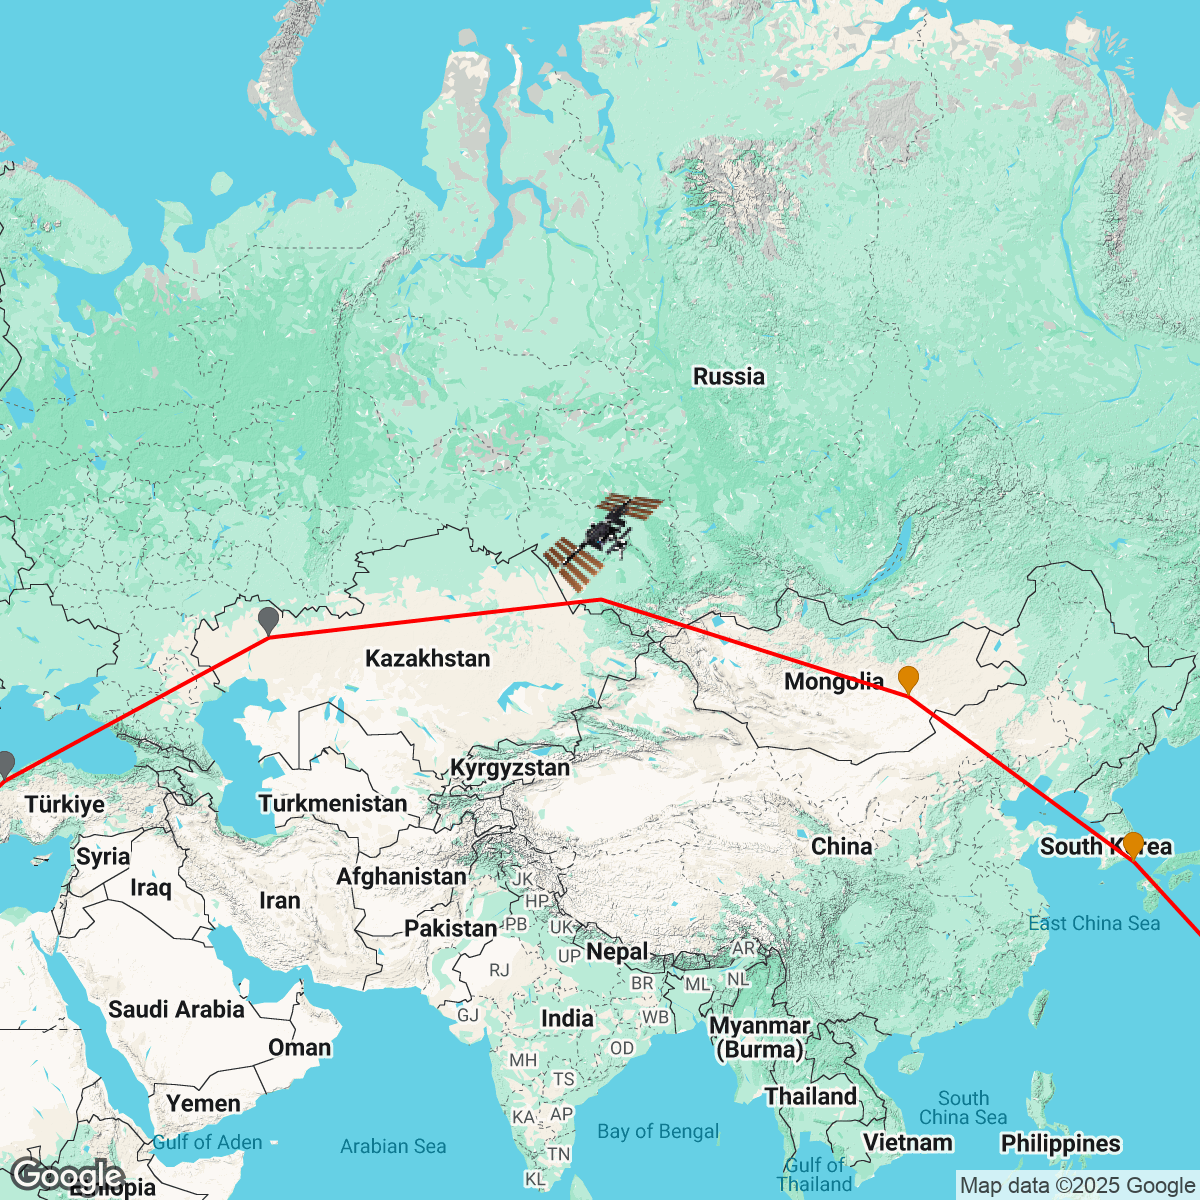 Russia
Kazakhstan
Mongolia
Kyrgyzstan
Türkiye
Turkmenistan
Syria
China
South Korea
Iraq
Afghanistan
JK
Iran
HP
Pakistan
PB
UK
East China Sea
Nepal
AR
UP
RJ
BR
ML
NL
Saudi Arabia
GJ
India
WB
Myanmar
(Burma)
Oman
OD
MH
TS
Thailand
South
China Sea
Yemen
KA
AP
Bay of Bengal
Gulf of Aden
Arabian Sea
Vietnam
Philippines
TN
Gulf of
Thailand
KL
Google
Ethiopia
Map data ©2025 Google